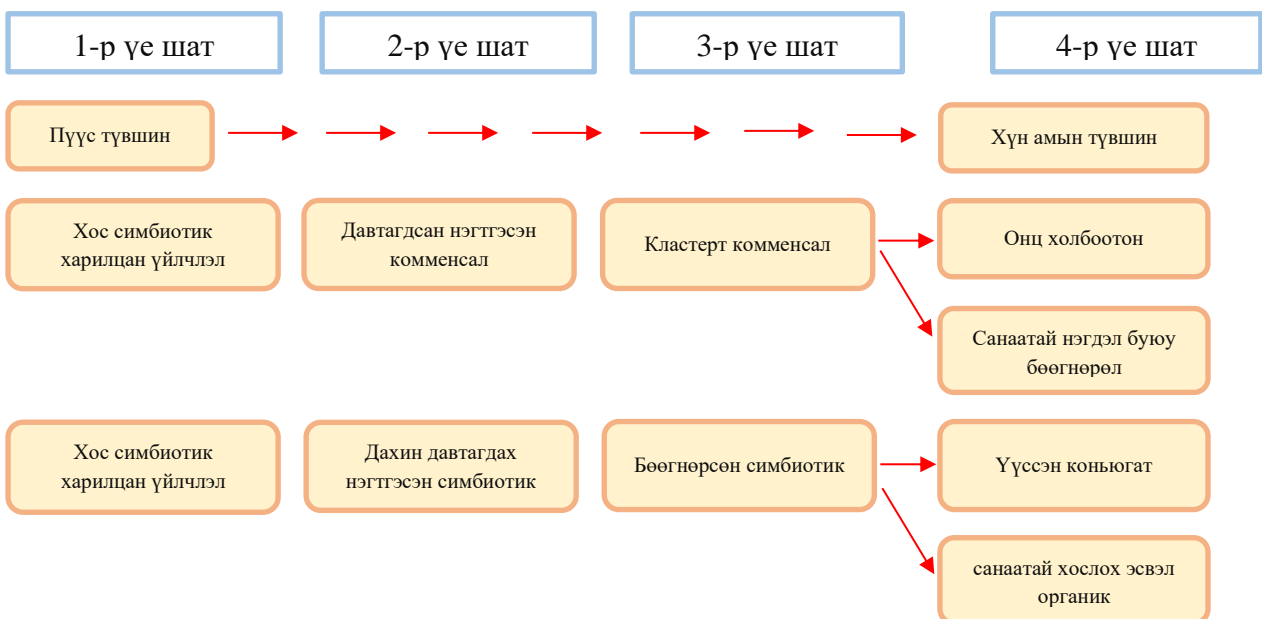 1-р үе шат
2-р үе шат
3-р үе шат
4-р үе шат
Пүүс түвшин
Хүн амын түвшин
Хос симбиотик
харилцан үйлчлэл
Давтагдсан нэгтгэсэн
комменсал
Кластерт комменсал
Онц холбоотон
Санаатай нэгдэл буюу
бөөгнөрөл
Хос симбиотик
харилцан үйлчлэл
Дахин давтагдах
нэгтгэсэн симбиотик
Бөөгнөрсөн симбиотик
Үүссэн коньюгат
санаатай хослох эсвэл
органик